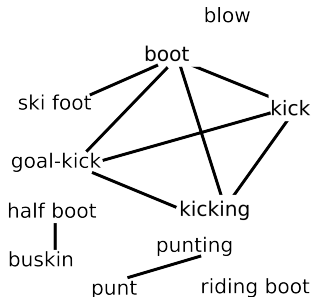 blow
boot
ski foot
kick
goal-kick
half boot
kicking
punting
buskin
punt
riding boot